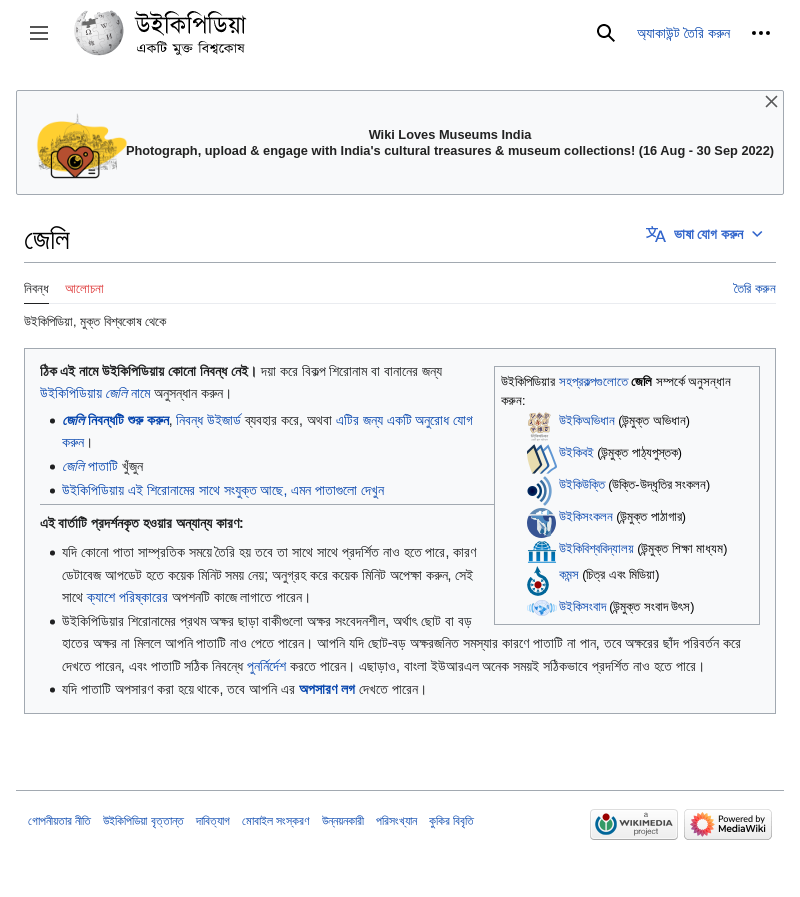 উইকিপিডিয়া
একটি মুক্ত বিশ্বকোষ
অ্যাকাউন্ট তৈরি করুন
Wiki Loves Museums India
Photograph, upload & engage with India's cultural treasures & museum collections! (16 Aug - 30 Sep 2022)
জেলি
ভাষা যোগ করুন
নিবন্ধ আলোচনা
তৈরি করুন
উইকিপিডিয়া, মুক্ত বিশ্বকোষ থেকে
ঠিক এই নামে উইকিপিডিয়ায় কোনো নিবন্ধ নেই। দয়া করে বিকল্প শিরোনাম বা বানানের জন্য
উইকিপিডিয়ায় জেলি নামে অনুসন্ধান করুন।
জেলি নিবন্ধটি শুরু করুন, নিবন্ধ উইজার্ড ব্যবহার করে, অথবা এটির জন্য একটি অনুরোধ যোগ
করুন।
জেলি পাতাটি খুঁজুন
উইকিপিডিয়ায় এই শিরোনামের সাথে সংযুক্ত আছে, এমন পাতাগুলো দেখুন
উইকিপিডিয়ার সহপ্রকল্পগুলোতে জেলি সম্পর্কে অনুসন্ধান
করুন:
উইকিঅভিধান (উন্মুক্ত অভিধান)
উইকিবই (উন্মুক্ত পাঠ্যপুস্তক)
উইকিউক্তি (উক্তি-উদ্ধৃতির সংকলন)
উইকিসংকলন (উন্মুক্ত পাঠাগার)
উইকিবিশ্ববিদ্যালয় (উন্মুক্ত শিক্ষা মাধ্যম)
কমন্স (চিত্র এবং মিডিয়া)
উইকিসংবাদ (উন্মুক্ত সংবাদ উৎস)
এই বার্তাটি প্রদর্শনকৃত হওয়ার অন্যান্য কারণ:
যদি কোনো পাতা সাম্প্রতিক সময়ে তৈরি হয় তবে তা সাথে সাথে প্রদর্শিত নাও হতে পারে, কারণ
ডেটাবেজ আপডেট হতে কয়েক মিনিট সময় নেয়; অনুগ্রহ করে কয়েক মিনিট অপেক্ষা করুন, সেই
সাথে ক্যাশে পরিষ্কারের অপশনটি কাজে লাগাতে পারেন।
উইকিপিডিয়ার শিরোনামের প্রথম অক্ষর ছাড়া বাকীগুলো অক্ষর সংবেদনশীল, অর্থাৎ ছোট বা বড়
হাতের অক্ষর না মিললে আপনি পাতাটি নাও পেতে পারেন। আপনি যদি ছোট-বড় অক্ষরজনিত সমস্যার কারণে পাতাটি না পান, তবে অক্ষরের ছাঁদ পরিবর্তন করে
দেখতে পারেন, এবং পাতাটি সঠিক নিবন্ধে পুনর্নির্দেশ করতে পারেন। এছাড়াও, বাংলা ইউআরএল অনেক সময়ই সঠিকভাবে প্রদর্শিত নাও হতে পারে।
যদি পাতাটি অপসারণ করা হয়ে থাকে, তবে আপনি এর অপসারণ লগ দেখতে পারেন।
গোপনীয়তার নীতি উইকিপিডিয়া বৃত্তান্ত দাবিত্যাগ মোবাইল সংস্করণ উন্নয়নকারী পরিসংখ্যান কুকির বিবৃতি
a
WIKIMEDIA
project
Powered by
MediaWiki